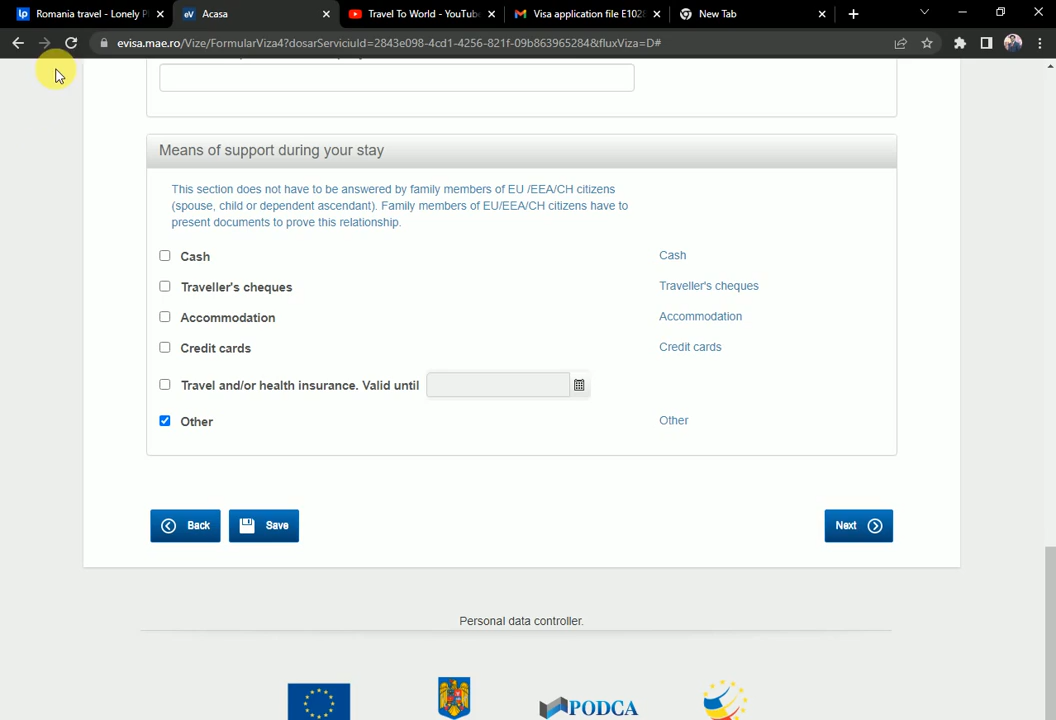 Romania travel - Lonely P
Acasa
Travel To World - YouTube
Visa application file E1028
New Tab
evisa.mae.ro/Vize/FormularViza4?dosarServiciuId=2843e098-4cd1-4256-821f-09b863965284&fluxViza=D#
Means of support during your stay
This section does not have to be answered by family members of EU /EEA/CH citizens
(spouse, child or dependent ascendant). Family members of EU/EEA/CH citizens have to
present documents to prove this relationship.
Cash Cash
Traveller's cheques Traveller's cheques
Accommodation Accommodation
Credit cards Credit cards
Travel and/or health insurance. Valid until
Other Other
Back Save Next
Personal data controller.
PODCA